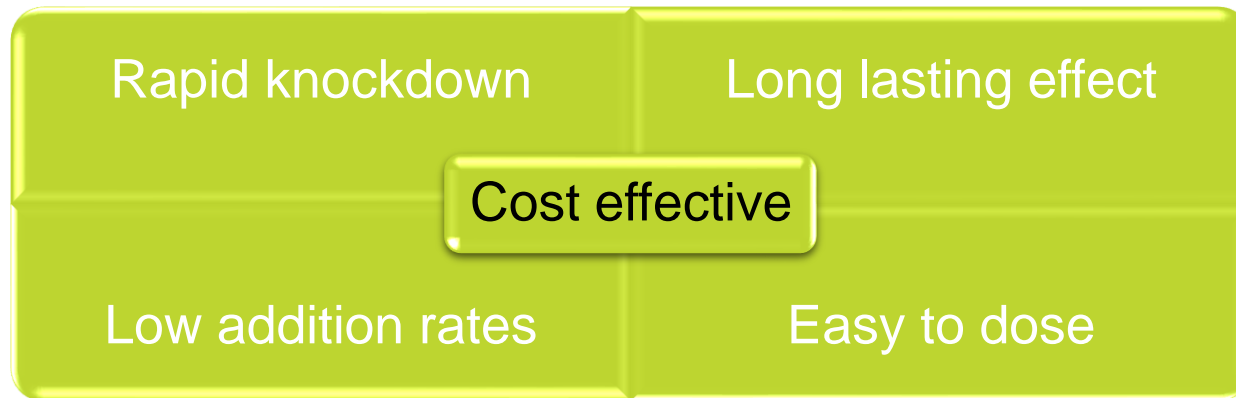 Rapid knockdown
Long lasting effect
Cost effective
Low addition rates
Easy to dose